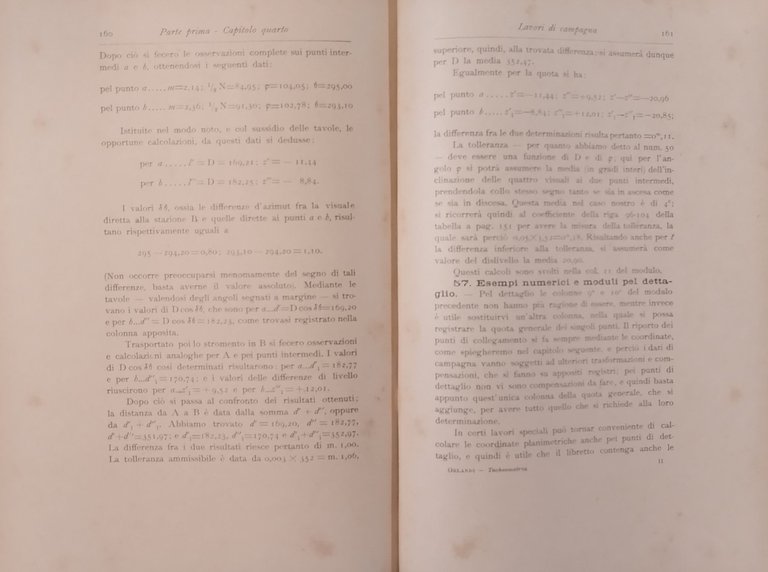 160 Parte prima - Capitolo quarto
Dopo ciò si fecero le osservazioni complete sui punti inter-
medi a e b, ottenendosi i seguenti dati:
pel punto a..... m=2,14; N=84,95; φ=104,05; θ=295,00
pel punto b..... m=2,36; N=91,30; φ=102,78; θ=293,10
Istituite nel modo noto, e col sussidio delle tavole, le
opportune calcolazioni, da questi dati si dedusse:
per a ..... l' = D = 169,21; z' = — 11,44
per b ..... l'' = D = 182,25; z'' = — 8,84.
I valori δθ, ossia le differenze d'azimut fra la visuale
diretta alla stazione B e quelle dirette ai punti a e b, risul-
tano rispettivamente uguali a
295 — 294,20 = 0,80; 293,10 — 294,20 = 1,10.
(Non occorre preoccuparsi menomamente del segno di tali
differenze, basta averne il valore assoluto). Mediante le
tavole — valendosi degli angoli segnati a margine — si tro-
vano i valori di D cos δθ, che sono per a...d' = D cos δθ = 169,20
e per b...d'' = D cos δθ = 182,23, come trovasi registrato nella
colonna apposita.
Trasportato poi lo stromento in B si fecero osservazioni
e calcolazioni analoghe per A e pei punti intermedi. I valori
di D cos δθ così determinati risultarono: per = 182,77
e per = 170,74; e i valori delle differenze di livello
riuscirono per = + 9,52 e per = + 12,01.
Dopo ciò si passa al confronto dei risultati ottenuti;
la distanza da A a B è data dalla somma d' + d'', oppure
da d'₁ + d''₁. Abbiamo trovato d' = 169,20, d'' = 182,77,
d' + d'' = 351,97; e d'₁ = 182,23, d''₁ = 170,74 e d'₁ + d''₁ = 352,97.
La differenza fra i due risultati riesce pertanto di m. 1,00.
La tolleranza ammissibile è data da 0,003 × 352 = m. 1,06,
Lavori di campagna 161
superiore, quindi, alla trovata differenza: si assumerà dunque
per D la media 352,47.
Egualmente per la quota si ha:
pel punto a ..... z' = — 11,44; z'' = + 9,52; z' — z'' = — 20,96
pel punto b ..... z'₁ = — 8,84; z''₁ = + 12,01; z'₁ — z''₁ = — 20,85;
la differenza fra le due determinazioni risulta pertanto = 0ᵐ,11.
La tolleranza — per quanto abbiamo detto al num. 50
— deve essere una funzione di D e di φ; qui per l'an-
golo φ si potrà assumere la media (in gradi interi) dell'in-
clinazione delle quattro visuali ai due punti intermedi,
prendendola collo stesso segno tanto se sia in ascesa come
se sia in discesa. Questa media nel caso nostro è di 4°;
si ricorrerà quindi al coefficiente della riga 96-104 della
tabella a pag. 151 per avere la misura della tolleranza, la
quale sarà perciò 0,05 × 3,52 = 0ᵐ,18. Risultando anche per
la differenza inferiore alla tolleranza, si assumerà come
valore del dislivello la media 20,90.
Questi calcoli sono svolti nella col. 11 del modulo.
57. Esempi numerici e moduli pel detta-
glio. — Pel dettaglio le colonne 9ª e 10ª del modulo
precedente non hanno più ragione di essere, mentre invece
è utile sostituirvi un'altra colonna, nella quale si possa
registrare la quota generale dei singoli punti. Il riporto dei
punti di collegamento si fa sempre mediante le coordinate,
come spiegheremo nel capitolo seguente, e perciò i dati di
campagna vanno soggetti ad ulteriori trasformazioni e com-
pensazioni, che si fanno su appositi registri; pei punti di
dettaglio non vi sono compensazioni da fare, e quindi basta
appunto quest'unica colonna della quota generale, che si
aggiunge, per avere tutto quello che si richiede alla loro
determinazione.
In certi lavori speciali può tornar conveniente di cal-
colare le coordinate planimetriche anche pei punti di det-
taglio, e quindi è utile che il libretto contenga anche le
11
ORLANDI — Tacheometria